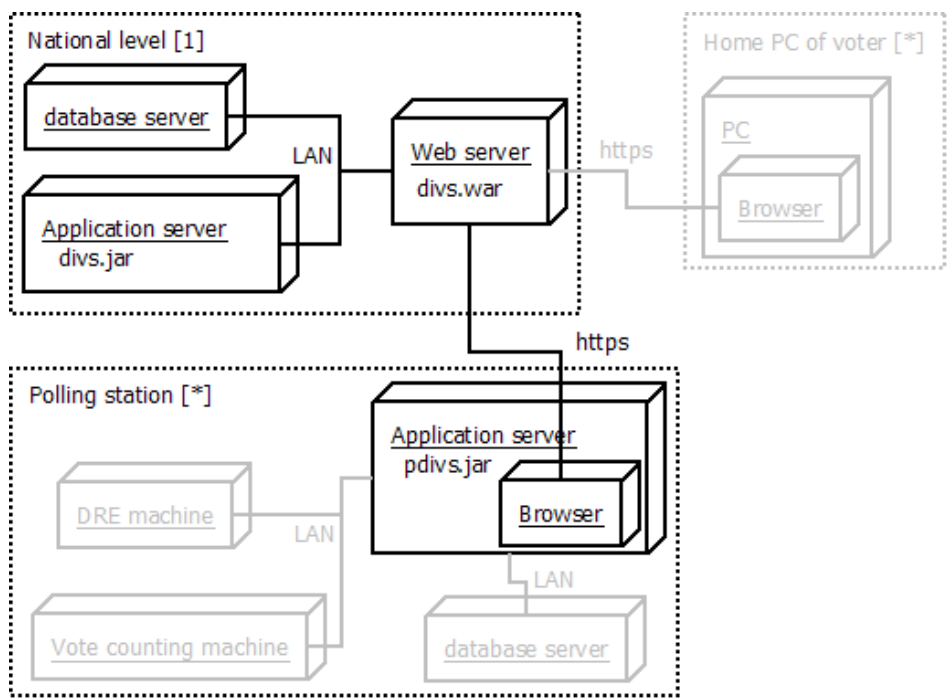 National level [1]
database server
LAN
Web server
divs.war
Application server
divs.jar
https
Home PC of voter [*]
PC
Browser
https
Polling station [*]
Application server
pdivs.jar
Browser
DRE machine
LAN
LAN
Vote counting machine
database server